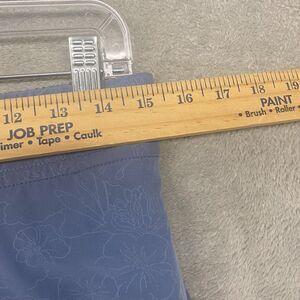 12 13 14 15 16 17 18 19
JOB PREP
imer • Tape • Caulk
PAINT
• Brush • Roller •